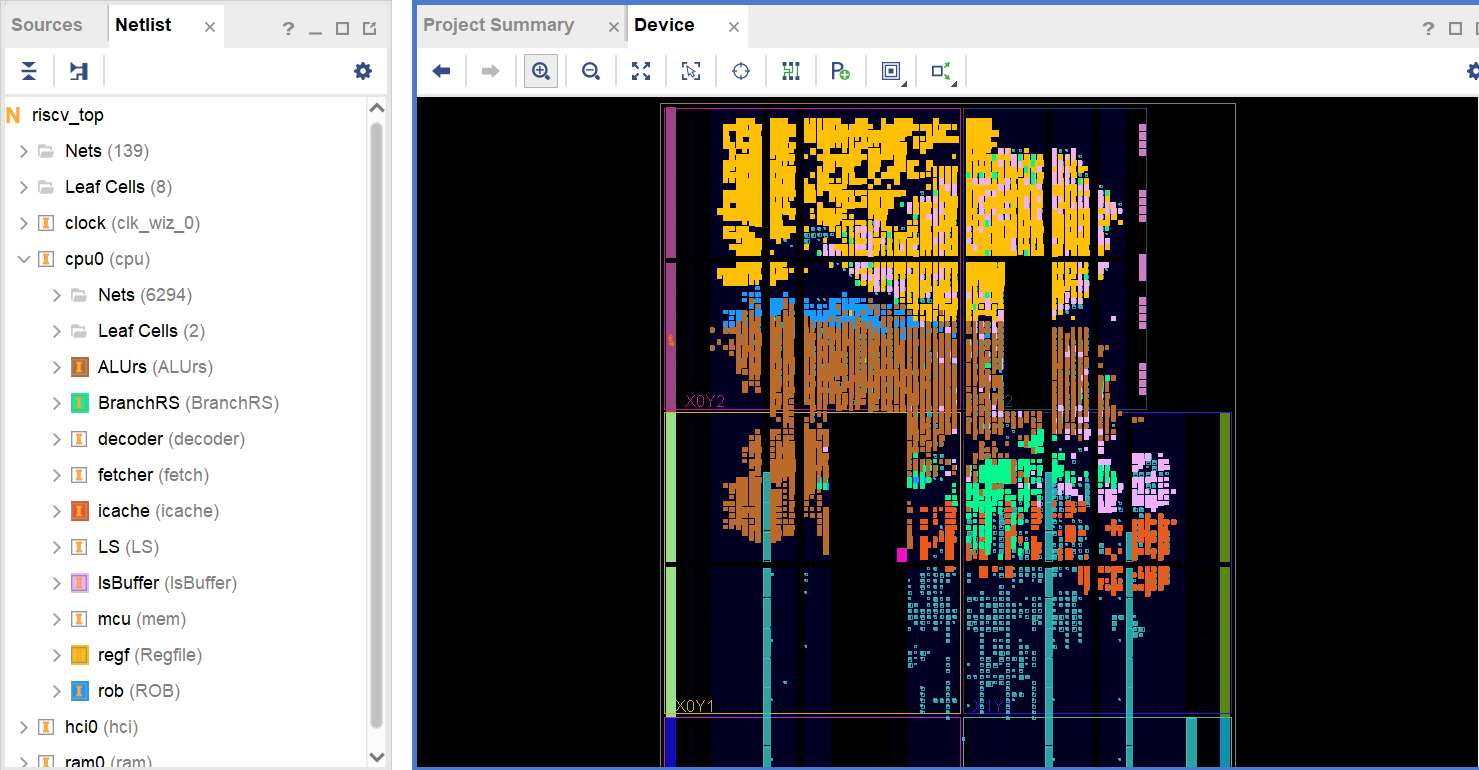 Sources
Netlist
Project Summary
Device
N riscv_top
Nets (139)
Leaf Cells (8)
clock (clk_wiz_0)
cpu0 (cpu)
Nets (6294)
Leaf Cells (2)
ALUrs (ALUrs)
BranchRS (BranchRS)
decoder (decoder)
fetcher (fetch)
icache (icache)
LS (LS)
lsBuffer (lsBuffer)
mcu (mem)
regf (Regfile)
rob (ROB)
hci0 (hci)
ram0 (ram)
X0Y2
X0Y1
X1Y